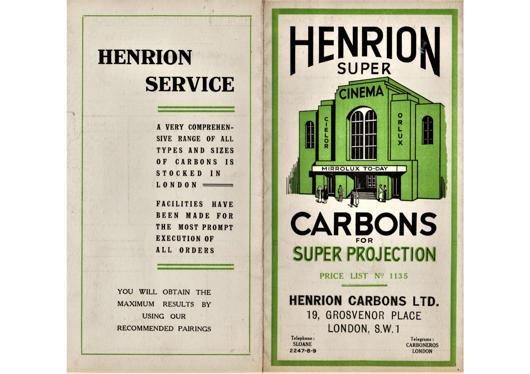 HENRION
SERVICE
A VERY COMPREHEN-
SIVE RANGE OF ALL
TYPES AND SIZES
OF CARBONS IS
STOCKED IN
LONDON
FACILITIES HAVE
BEEN MADE FOR
THE MOST PROMPT
EXECUTION OF
ALL ORDERS
YOU WILL OBTAIN THE
MAXIMUM RESULTS BY
USING OUR
RECOMMENDED PAIRINGS
HENRION
SUPER
CINEMA
CIELOR
ORLUX
MIRROLUX TO-DAY
CARBONS
FOR
SUPER PROJECTION
PRICE LIST Nº 1135
HENRION CARBONS LTD.
19, GROSVENOR PLACE
LONDON, S.W.1
Telephone:
SLOANE
2247-8-9
Telegrams:
CARBONEROS
LONDON